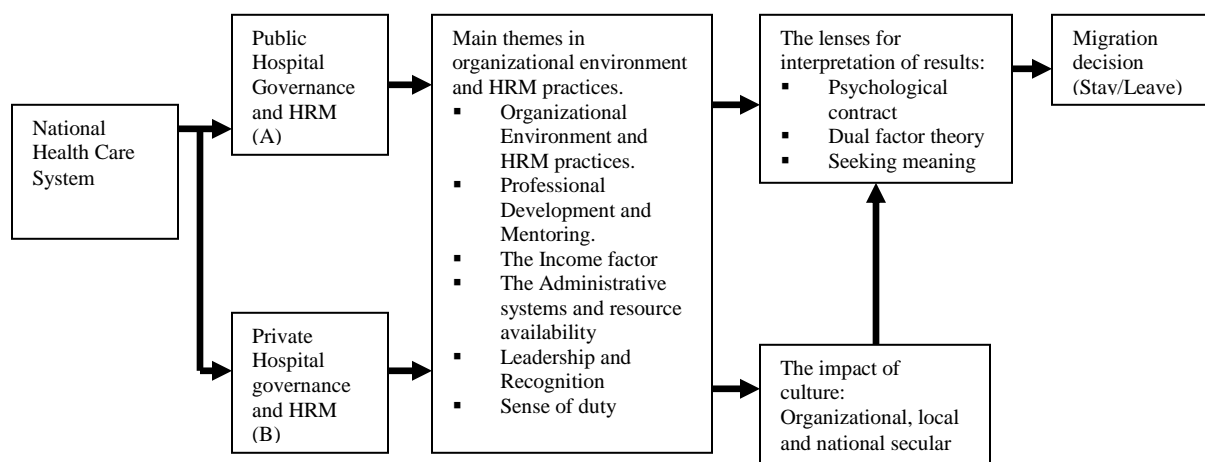 National
Health Care
System
Public
Hospital
Governance
and HRM
(A)
Private
Hospital
governance
and HRM
(B)
Main themes in
organizational environment
and HRM practices.
▪ Organizational
Environment and
HRM practices.
▪ Professional
Development and
Mentoring.
▪ The Income factor
▪ The Administrative
systems and resource
availability
▪ Leadership and
Recognition
▪ Sense of duty
The lenses for
interpretation of results:
▪ Psychological
contract
▪ Dual factor theory
▪ Seeking meaning
The impact of
culture:
Organizational, local
and national secular
Migration
decision
(Stay/Leave)